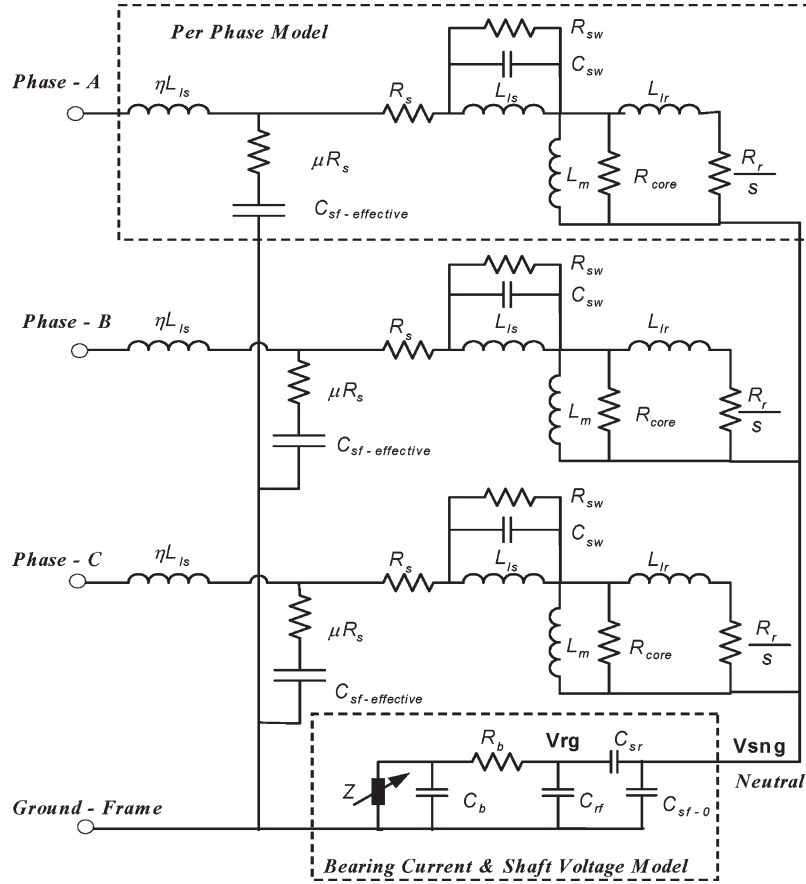 Per Phase Model
R_sw
C_sw
Phase - A
ηL_ls
R_s
L_ls
L_lr
μR_s
L_m
R_core
R_r
s
C_sf-effective
R_sw
C_sw
Phase - B
ηL_ls
R_s
L_ls
L_lr
μR_s
L_m
R_core
R_r
s
C_sf-effective
R_sw
C_sw
Phase - C
ηL_ls
R_s
L_ls
L_lr
μR_s
L_m
R_core
R_r
s
C_sf-effective
R_b
Vrg
C_sr
Vsng
Neutral
Z
C_b
C_rf
C_sf-0
Ground - Frame
Bearing Current & Shaft Voltage Model